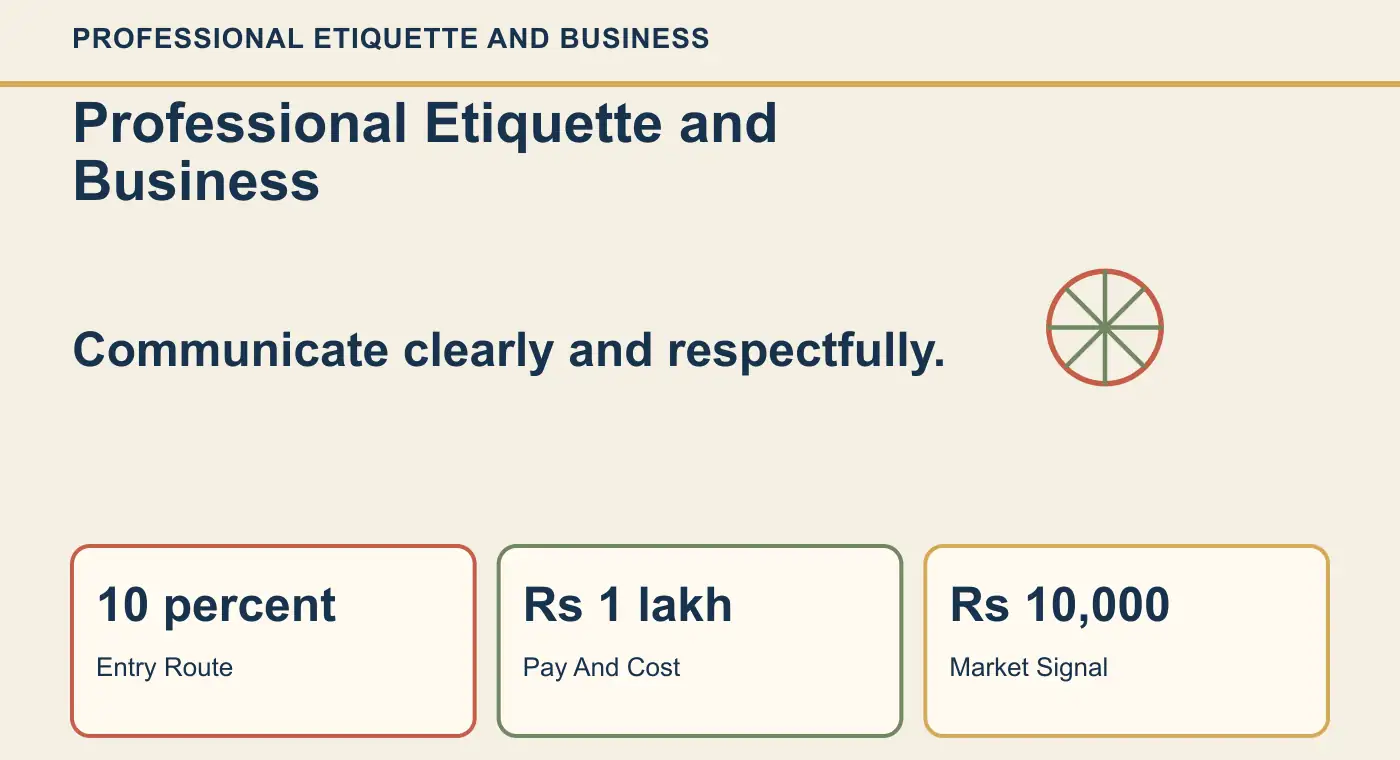 PROFESSIONAL ETIQUETTE AND BUSINESS
Professional Etiquette and
Business
Communicate clearly and respectfully.
10 percent
Entry Route
Rs 1 lakh
Pay And Cost
Rs 10,000
Market Signal